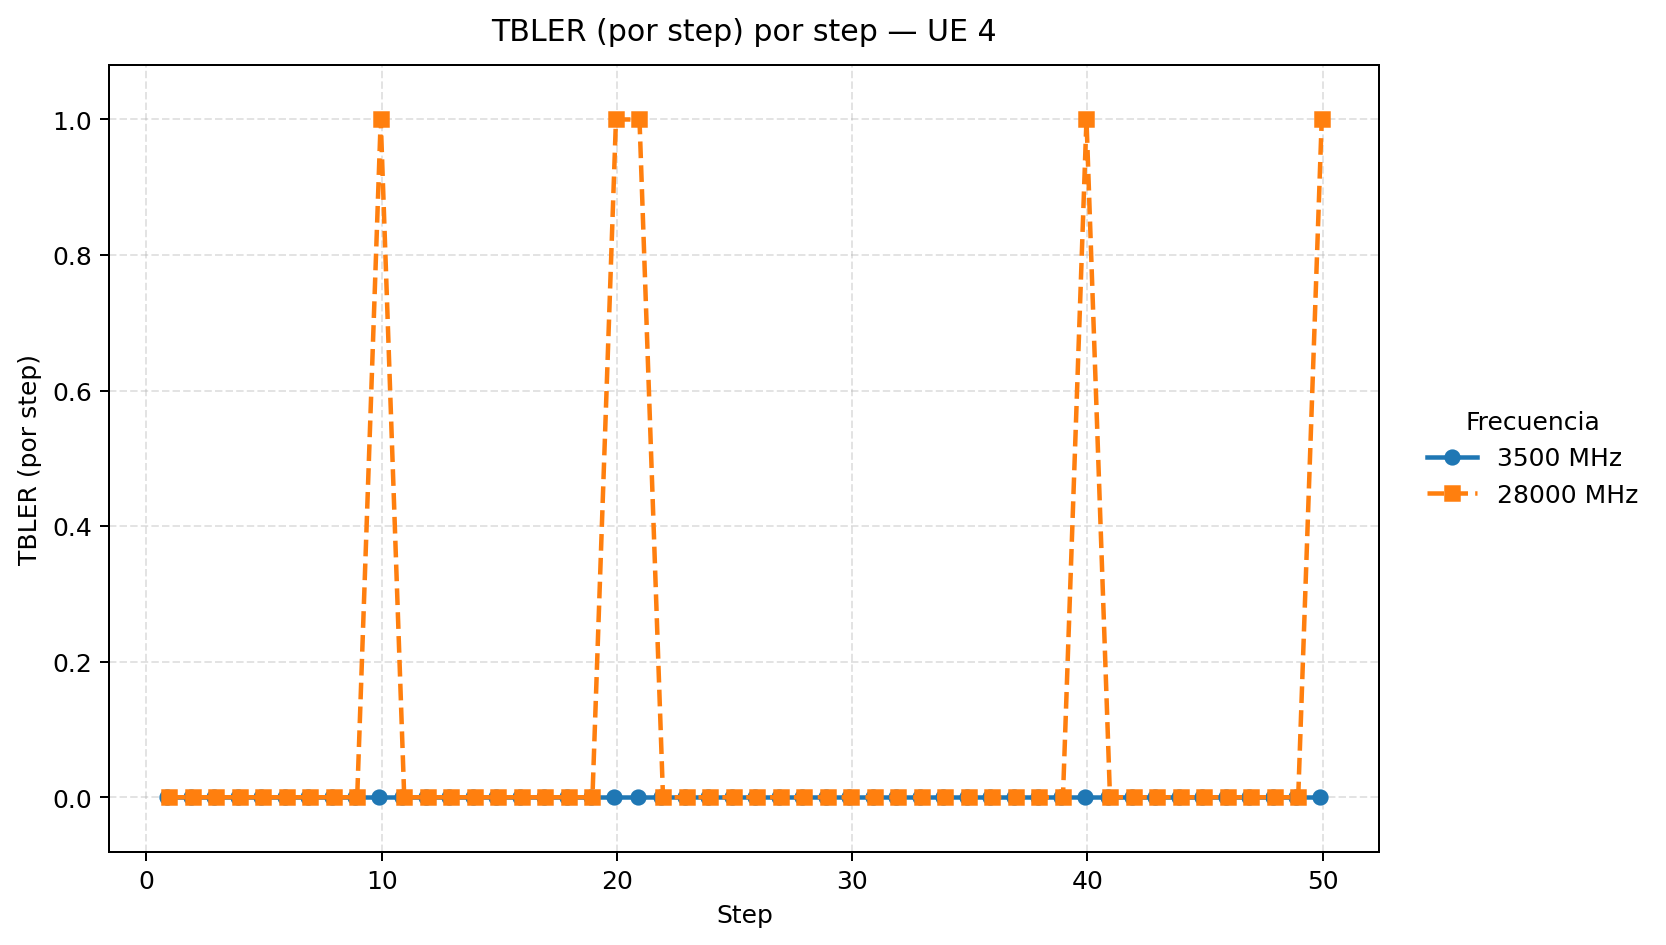 TBLER (por step) por step — UE 4
TBLER (por step)
1.0
0.8
0.6
0.4
0.2
0.0
0 10 20 30 40 50
Step
Frecuencia
3500 MHz
28000 MHz